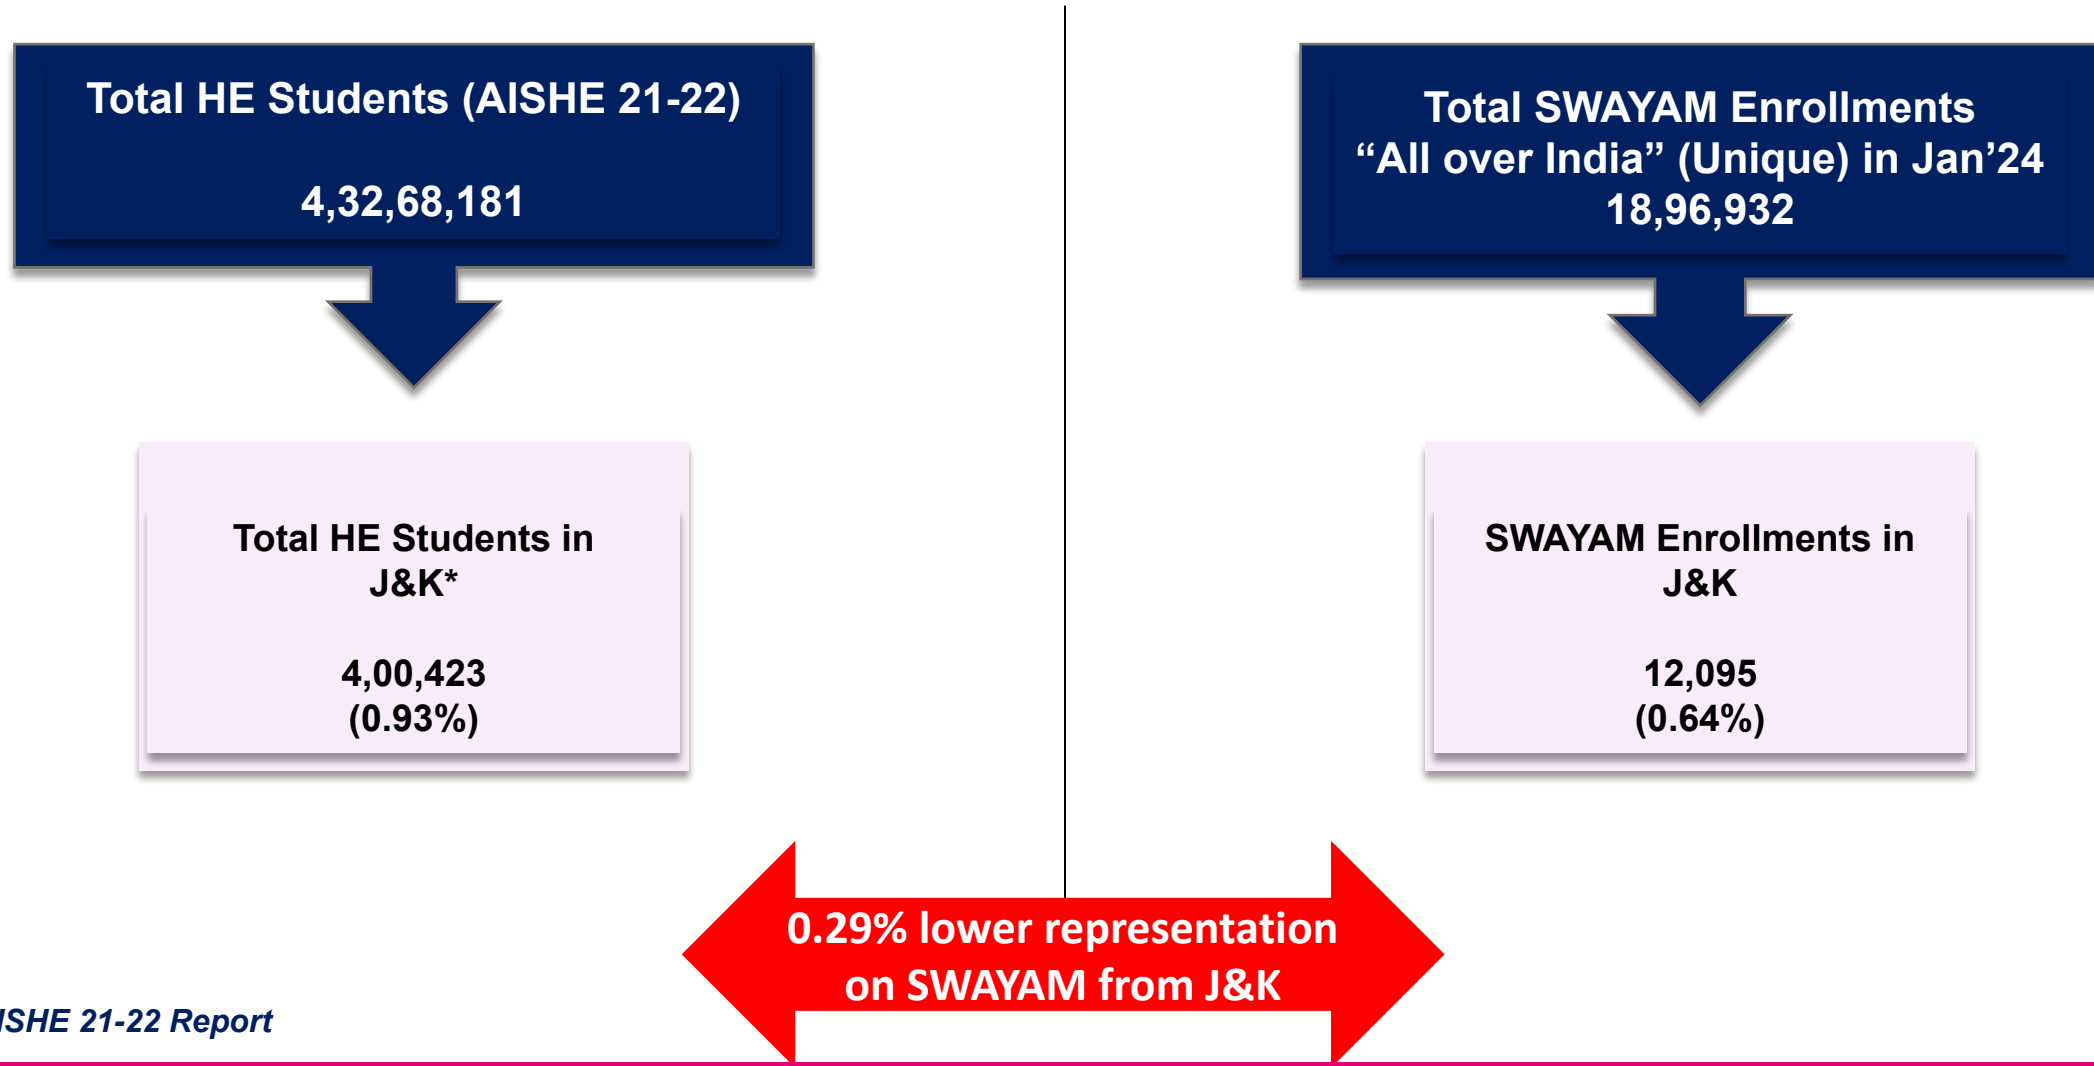 Total HE Students (AISHE 21-22)
4,32,68,181
Total HE Students in
J&K*
4,00,423
(0.93%)
Total SWAYAM Enrollments
“All over India” (Unique) in Jan’24
18,96,932
SWAYAM Enrollments in
J&K
12,095
(0.64%)
0.29% lower representation
on SWAYAM from J&K
21-22 Report